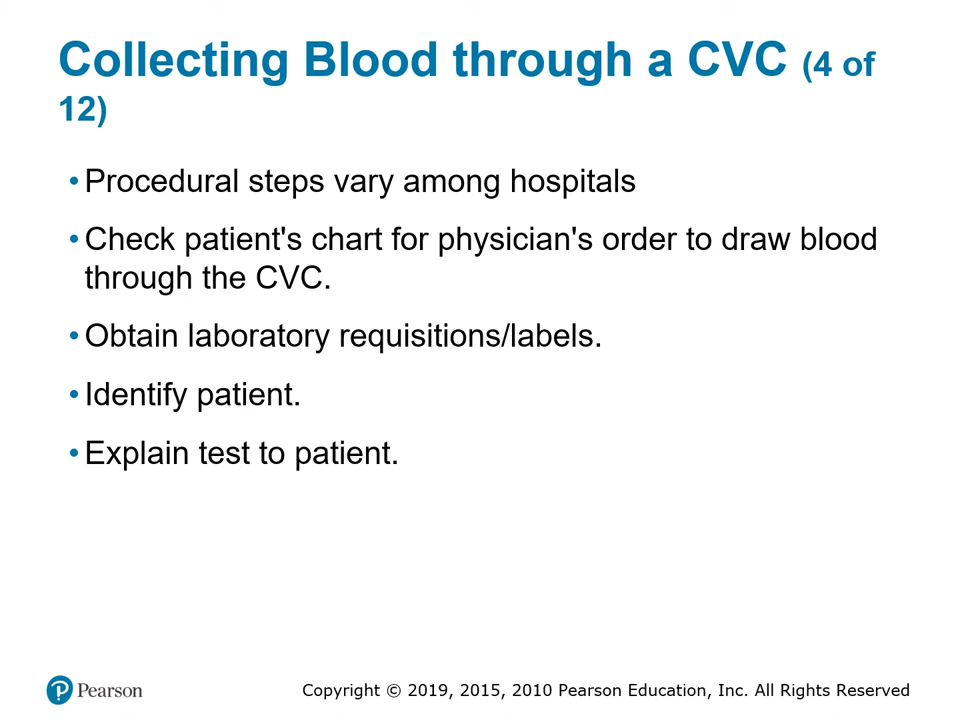 Collecting Blood through a CVC (4 of
12)
•Procedural steps vary among hospitals
•Check patient's chart for physician's order to draw blood
through the CVC.
•Obtain laboratory requisitions/labels.
•Identify patient.
•Explain test to patient.
Pearson
Copyright © 2019, 2015, 2010 Pearson Education, Inc. All Rights Reserved